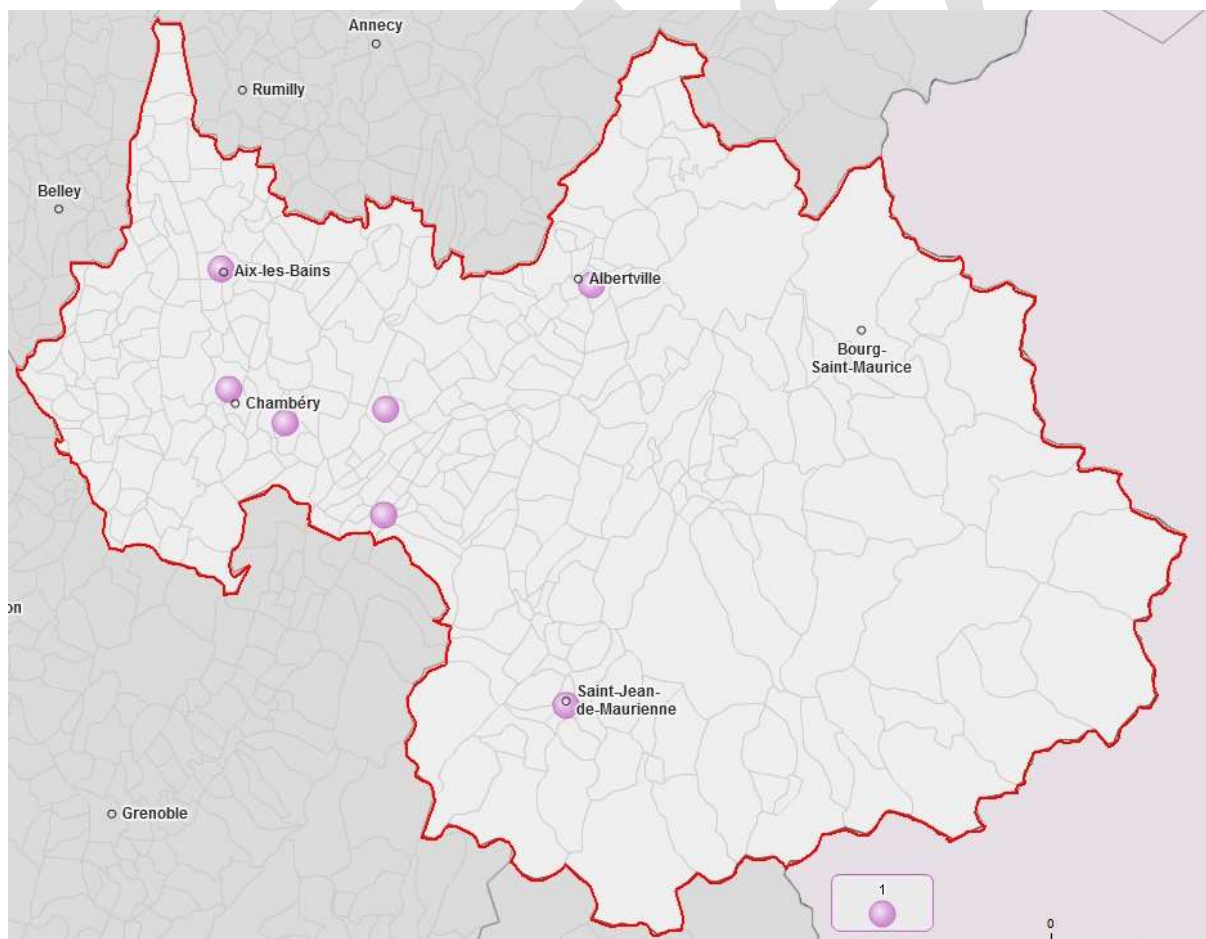 Annecy
Rumilly
Belley
Aix-les-Bains
Albertville
Bourg-
Saint-Maurice
Chambéry
on
Saint-Jean-
de-Maurienne
Grenoble
1
0